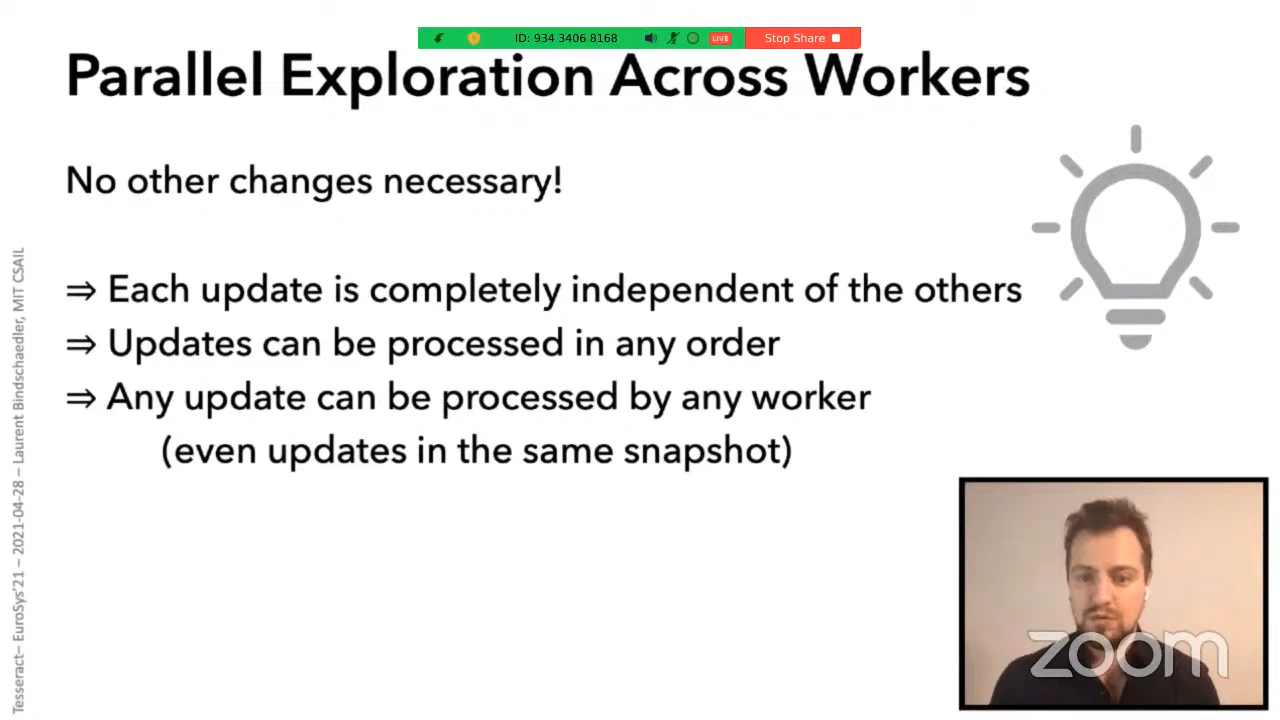 ID: 934 3406 8168
LIVE
Stop Share
Parallel Exploration Across Workers
No other changes necessary!
⇒ Each update is completely independent of the others
⇒ Updates can be processed in any order
⇒ Any update can be processed by any worker
(even updates in the same snapshot)
Tesseract– EuroSys'21 – 2021-04-28 – Laurent Bindschaedler, MIT CSAIL
zoom